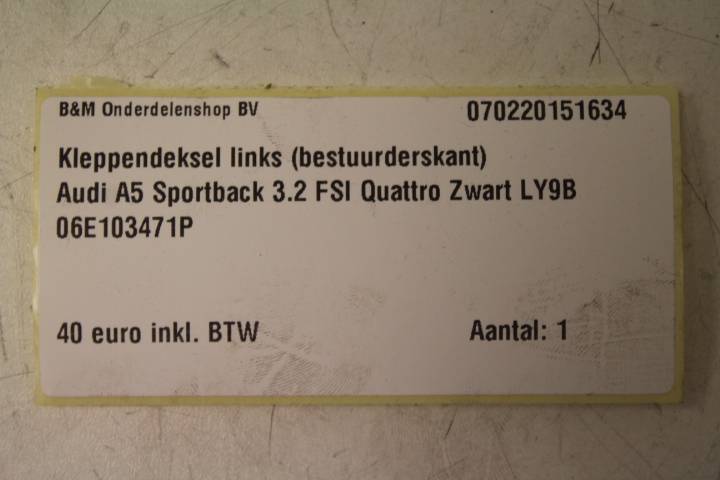 B&M Onderdelenshop BV 070220151634
Kleppendeksel links (bestuurderskant)
Audi A5 Sportback 3.2 FSI Quattro Zwart LY9B
06E103471P
40 euro inkl. BTW Aantal: 1